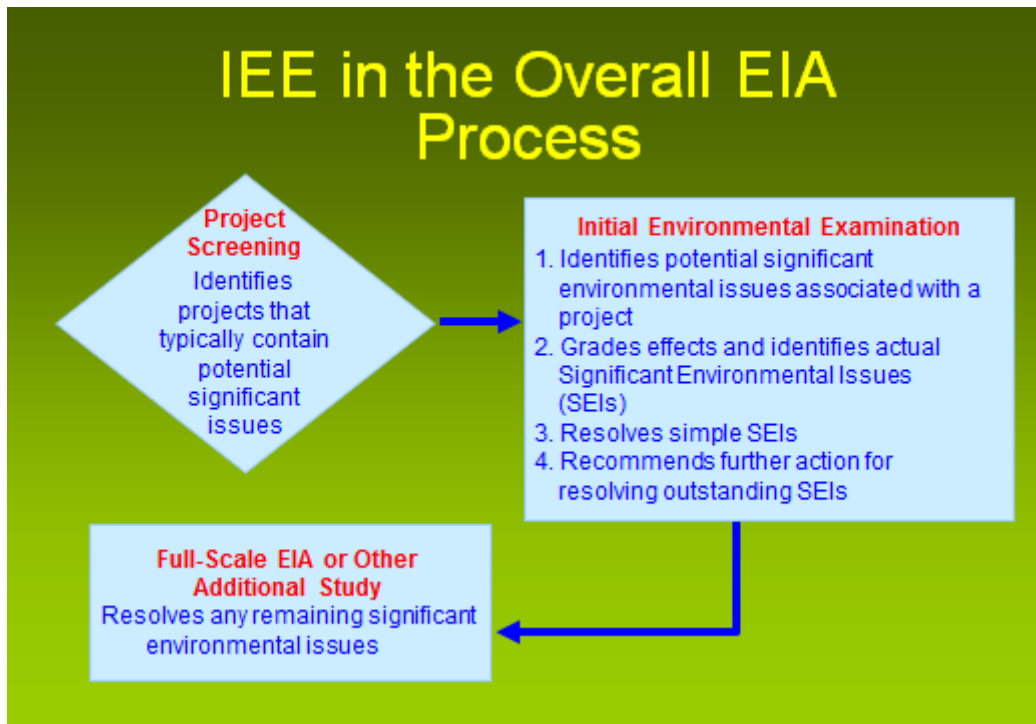 IEE in the Overall EIA
Process
Project
Screening
Identifies
projects that
typically contain
potential
significant
issues
Initial Environmental Examination
1. Identifies potential significant
environmental issues associated with a
project
2. Grades effects and identifies actual
Significant Environmental Issues
(SEIs)
3. Resolves simple SEIs
4. Recommends further action for
resolving outstanding SEIs
Full-Scale EIA or Other
Additional Study
Resolves any remaining significant
environmental issues